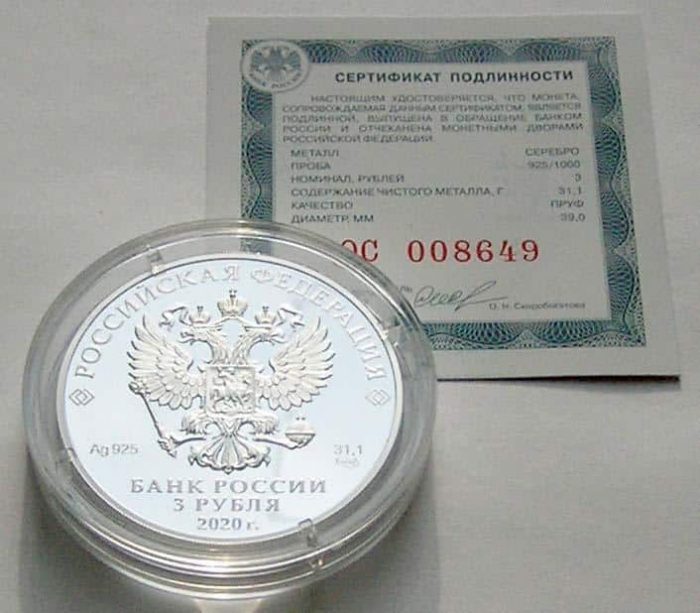 СЕРТИФИКАТ ПОДЛИННОСТИ
НАСТОЯЩИМ УДОСТОВЕРЯЕТСЯ, ЧТО МОНЕТА,
СОПРОВОЖДАЕМАЯ ДАННЫМ СЕРТИФИКАТОМ, ЯВЛЯЕТСЯ
ПОДЛИННОЙ, ВЫПУЩЕНА В ОБРАЩЕНИЕ БАНКОМ
РОССИИ И ОТЧЕКАНЕНА МОНЕТНЫМИ ДВОРАМИ
РОССИЙСКОЙ ФЕДЕРАЦИИ
МЕТАЛЛ СЕРЕБРО
ПРОБА 925/1000
НОМИНАЛ, РУБЛЕЙ 3
СОДЕРЖАНИЕ ЧИСТОГО МЕТАЛЛА, Г 31,1
КАЧЕСТВО ПРУФ
ДИАМЕТР, ММ 39,0
ОС 008649
О. Н. Скоробогатова
РОССИЙСКАЯ ФЕДЕРАЦИЯ
Ag 925 31,1
БАНК РОССИИ
3 РУБЛЯ
2020 г.